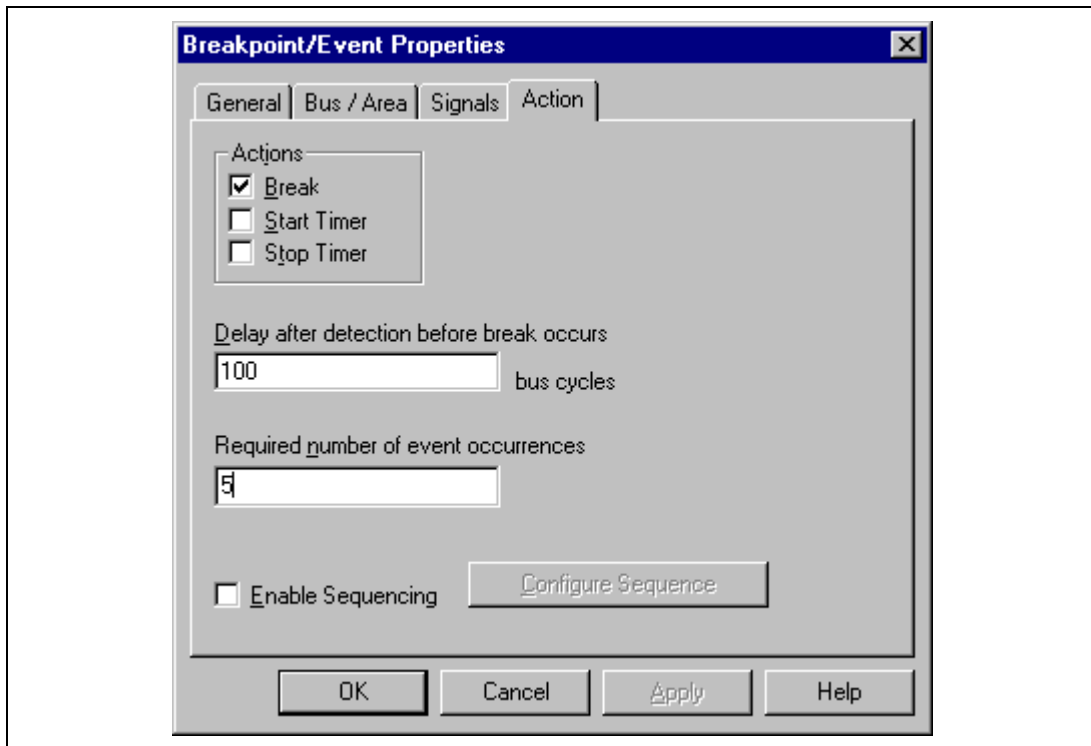 Breakpoint/Event Properties
General Bus / Area Signals Action
Actions
Break
Start Timer
Stop Timer
Delay after detection before break occurs
100 bus cycles
Required number of event occurrences
5
Enable Sequencing Configure Sequence
OK Cancel Apply Help